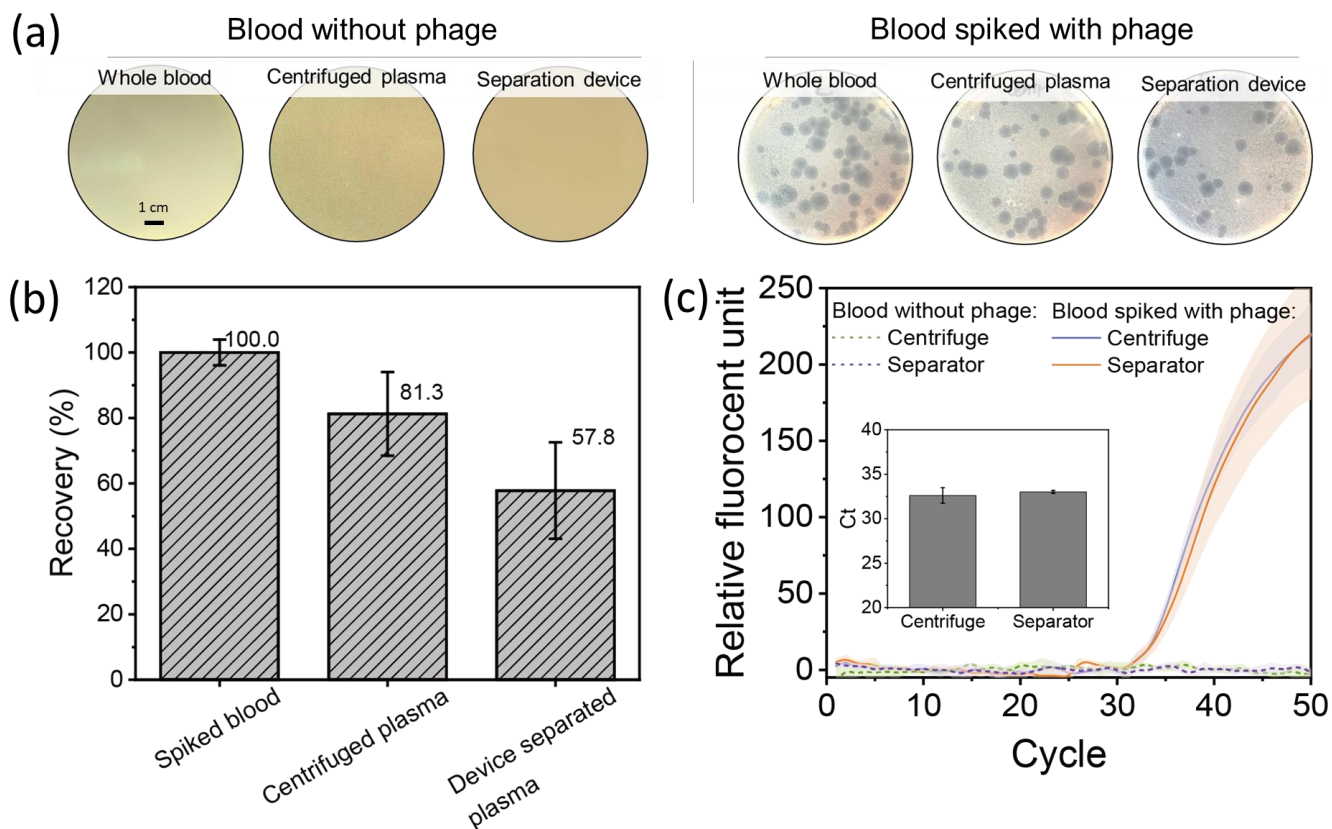 (a)
Blood without phage
Blood spiked with phage
Whole blood
Centrifuged plasma
Separation device
Whole blood
Centrifuged plasma
Separation device
1 cm
(b)
120
100
80
60
40
20
0
Recovery (%)
100.0
81.3
57.8
Spiked blood
Centrifuged plasma
Device separated
plasma
(c)
250
200
150
100
50
0
Relative fluorocent unit
Blood without phage:
Centrifuge
Separator
Blood spiked with phage:
Centrifuge
Separator
40
35
30
25
20
Ct
Centrifuge
Separator
0
10
20
30
40
50
Cycle